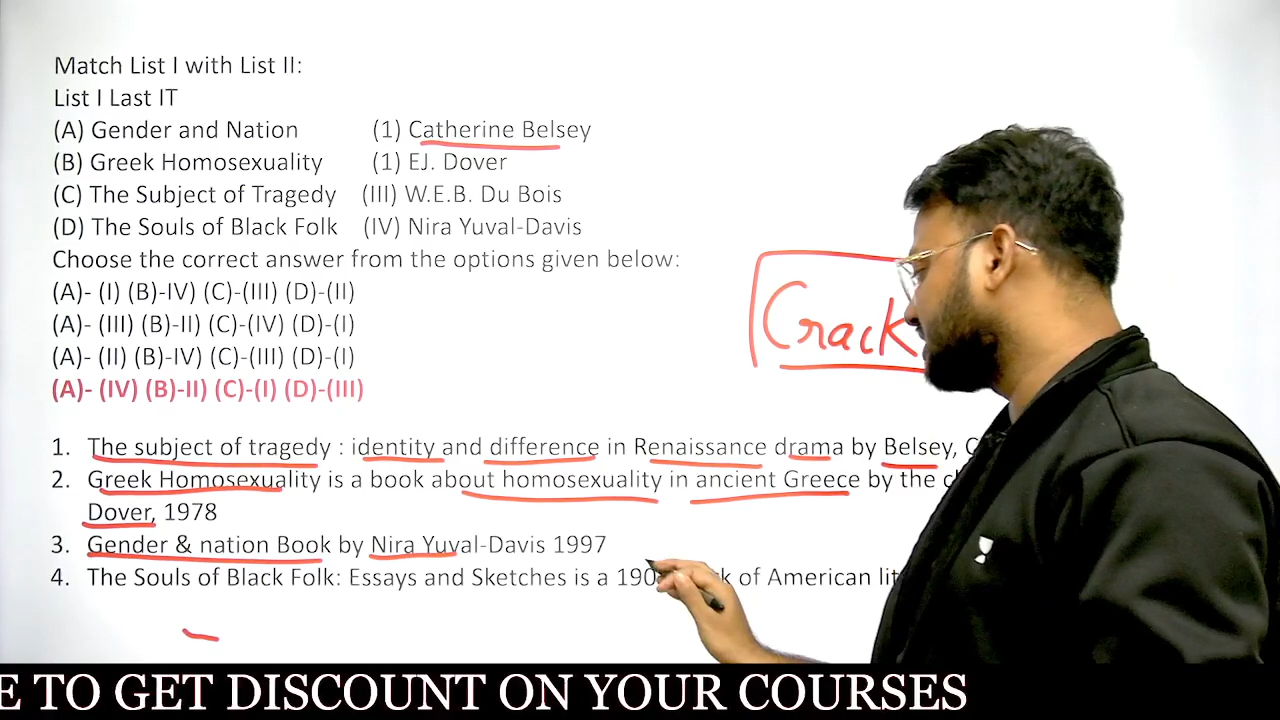 Match List I with List II:
List I Last IT
(A) Gender and Nation (1) Catherine Belsey
(B) Greek Homosexuality (1) EJ. Dover
(C) The Subject of Tragedy (III) W.E.B. Du Bois
(D) The Souls of Black Folk (IV) Nira Yuval-Davis
Choose the correct answer from the options given below:
(A)- (I) (B)-IV) (C)-(III) (D)-(II)
(A)- (III) (B)-II) (C)-(IV) (D)-(I)
(A)- (II) (B)-IV) (C)-(III) (D)-(I)
(A)- (IV) (B)-II) (C)-(I) (D)-(III)
Crack
1. The subject of tragedy : identity and difference in Renaissance drama by Belsey,
2. Greek Homosexuality is a book about homosexuality in ancient Greece by the
Dover, 1978
3. Gender & nation Book by Nira Yuval-Davis 1997
4. The Souls of Black Folk: Essays and Sketches is a of American
E TO GET DISCOUNT ON YOUR COURSES